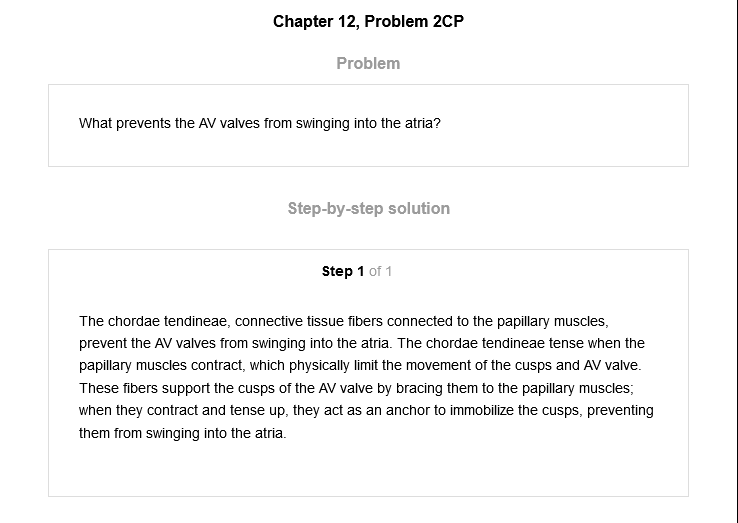 Chapter 12, Problem 2CP
Problem
What prevents the AV valves from swinging into the atria?
Step-by-step solution
Step 1 of 1
The chordae tendineae, connective tissue fibers connected to the papillary muscles,
prevent the AV valves from swinging into the atria. The chordae tendineae tense when the
papillary muscles contract, which physically limit the movement of the cusps and AV valve.
These fibers support the cusps of the AV valve by bracing them to the papillary muscles;
when they contract and tense up, they act as an anchor to immobilize the cusps, preventing
them from swinging into the atria.